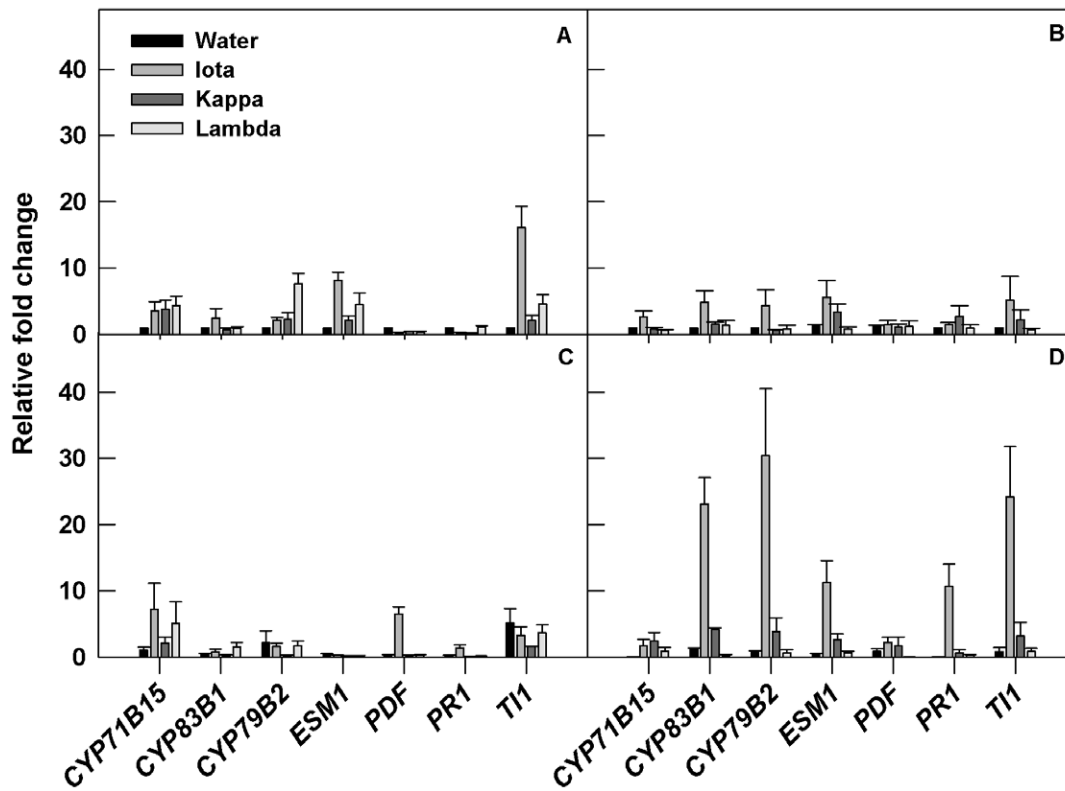 A
B
Water
Iota
Kappa
Lambda
40
30
20
10
0
C
D
40
30
20
10
0
Relative fold change
CYP71B15
CYP83B1
CYP79B2
ESM1
PDF
PR1
TI1
CYP71B15
CYP83B1
CYP79B2
ESM1
PDF
PR1
TI1